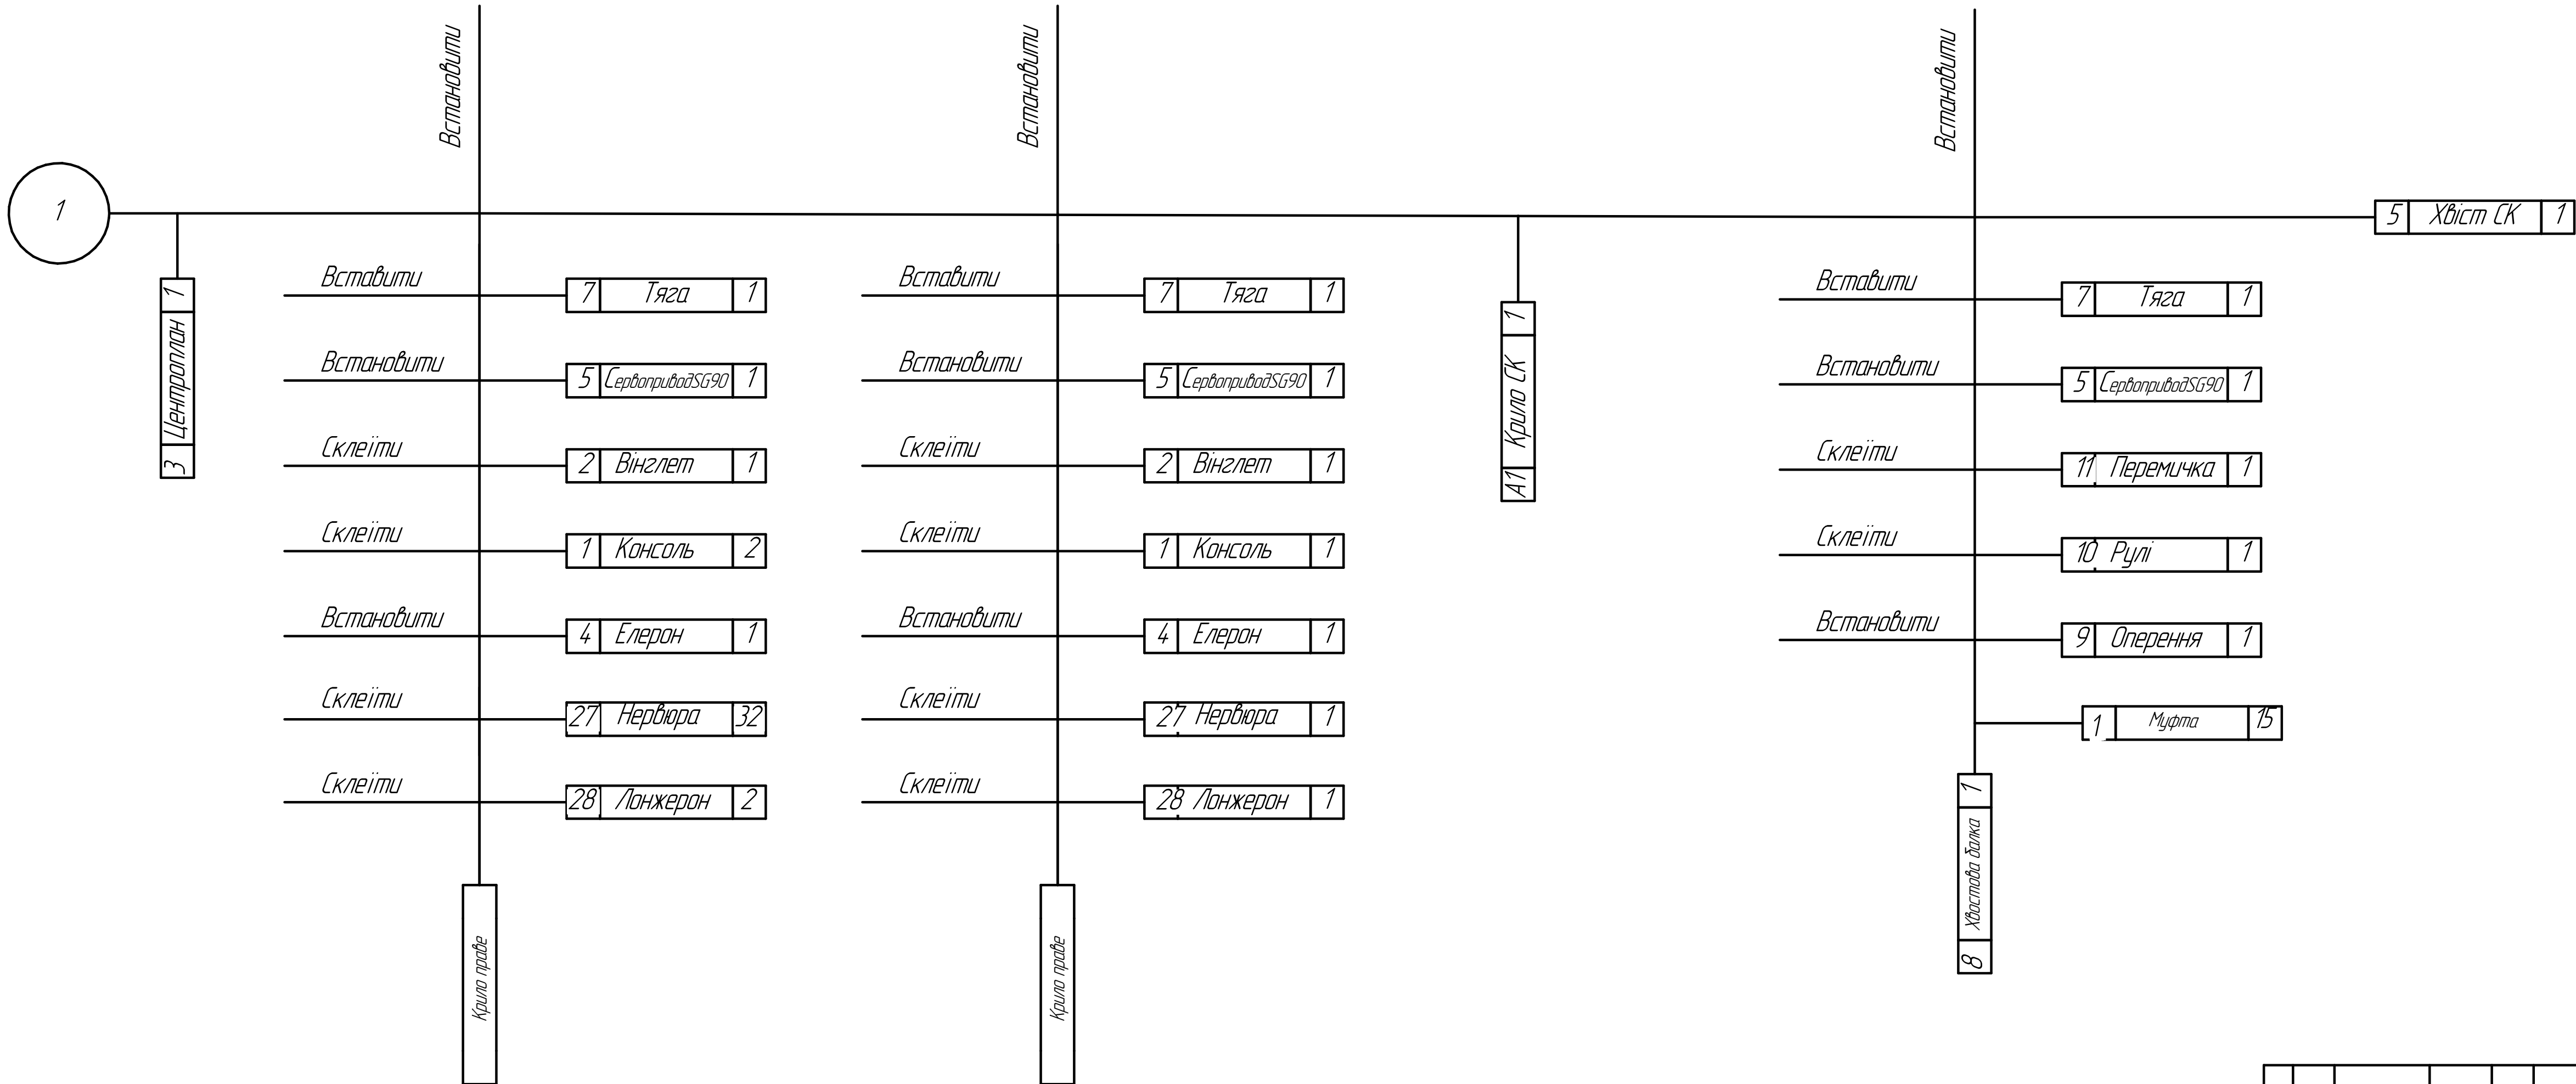 Встановити
Встановити
Встановити
1
5 Хвіст СК 1
3 Центроплан 1
Вставити
7 Тяга 1
Встановити
5 СервоприводSG90 1
Склеїти
2 Вінглет 1
Склеїти
1 Консоль 2
Встановити
4 Елерон 1
Склеїти
27 Нервюра 32
Склеїти
28 Лонжерон 2
Крило праве
Вставити
7 Тяга 1
Встановити
5 СервоприводSG90 1
Склеїти
2 Вінглет 1
Склеїти
1 Консоль 1
Встановити
4 Елерон 1
Склеїти
27 Нервюра 1
Склеїти
28 Лонжерон 1
Крило праве
А1 Крило СК 1
Вставити
7 Тяга 1
Встановити
5 СервоприводSG90 1
Склеїти
11 Перемичка 1
Склеїти
10 Рулі 1
Встановити
9 Оперення 1
1 Муфта 15
8 Хвостова балка 1